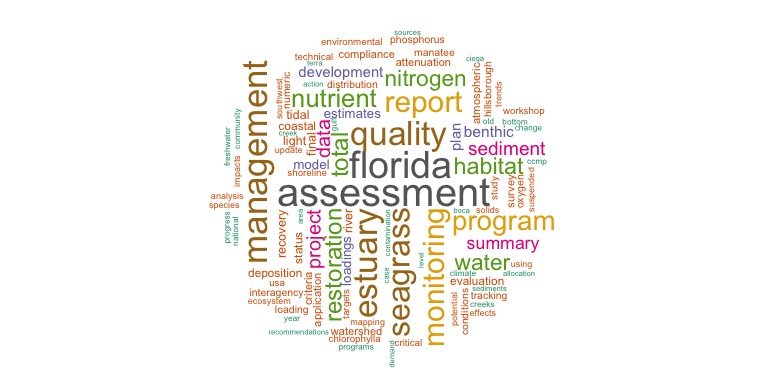 sources
environmental phosphorus
technical compliance manatee
terra attenuation
development nitrogen
action distribution
southwest numeric nutrient report atmospheric hillsborough trends
tidal estimates workshop
coastal gulf quality plan benthic old bottom change
creek data
freshwater community light final total sediment
update florida
model habitat ccmp
impacts shoreline
management assessment study survey oxygen suspended
analysis
species
progress national recovery status area project restoration loadings river estuary contamination seagrass monitoring boca solids
program
summary
deposition criteria case level water using
usa climate allocation
interagency application targets evaluation
ecosystem sediments
loading tracking
year potential conditions creeks
mapping effects
recommendations watershed
chlorophylla critical
programs demand
ciega